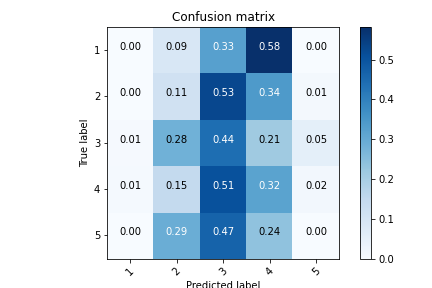 Confusion matrix
1 0.00 0.09 0.33 0.58 0.00
2 0.00 0.11 0.53 0.34 0.01
3 0.01 0.28 0.44 0.21 0.05
4 0.01 0.15 0.51 0.32 0.02
5 0.00 0.29 0.47 0.24 0.00
1 2 3 4 5
True label
Predicted label
0.5
0.4
0.3
0.2
0.1
0.0